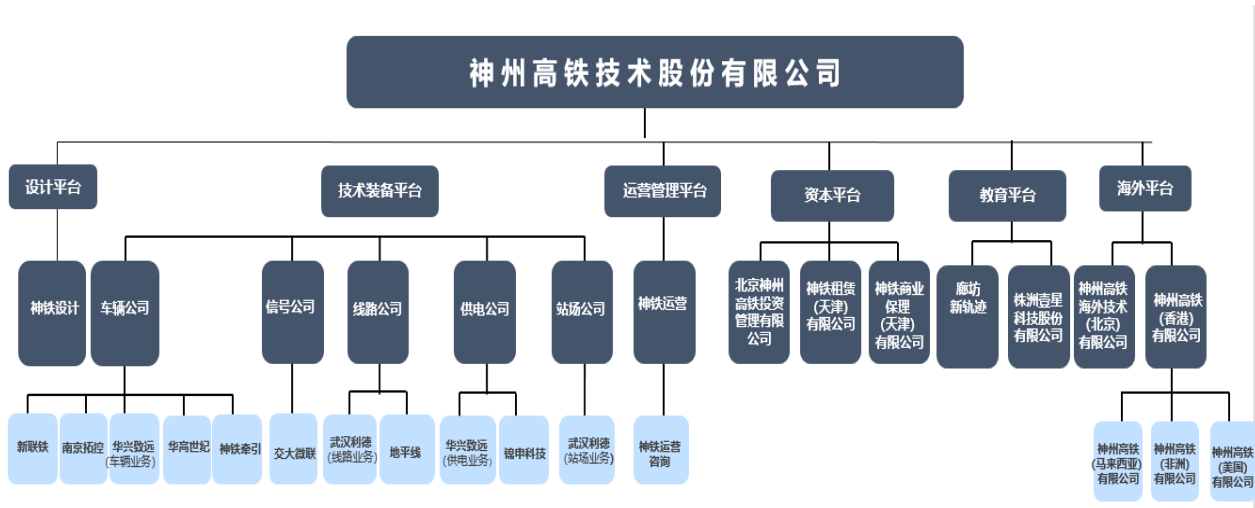 神州高铁技术股份有限公司
设计平台
技术装备平台
运营管理平台
资本平台
教育平台
海外平台
神铁设计
车辆公司
信号公司
线路公司
供电公司
站场公司
神铁运营
北京神州
高铁投资
管理有限
公司
神铁租赁
(天津)
有限公司
神铁商业
保理
(天津)
有限公司
廊坊
新轨迹
株洲壹星
科技股份
有限公司
神州高铁
海外技术
(北京)
有限公司
神州高铁
(香港)
有限公司
新联铁
南京拓控
华兴致远
(车辆业务)
华高世纪
神铁牵引
交大微联
武汉利德
(线路业务)
地平线
华兴致远
(供电业务)
锦申科技
武汉利德
(站场业务)
神铁运营
咨询
神州高铁
(马来西亚)
有限公司
神州高铁
(非洲)
有限公司
神州高铁
(美国)
有限公司